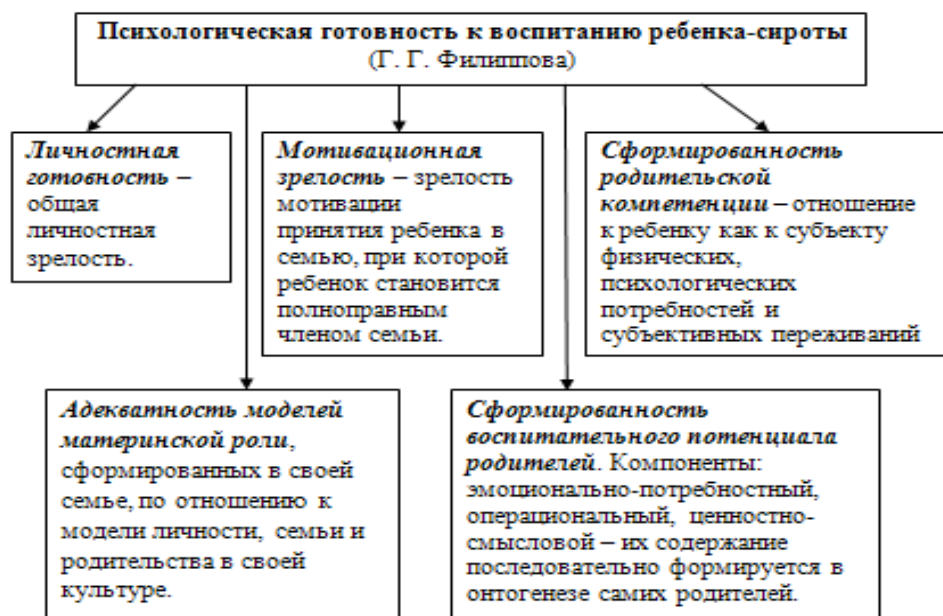 Психологическая готовность к воспитанию ребенка-сироты
(Г. Г. Филиппова)
Личностная
готовность –
общая
личностная
зрелость.
Мотивационная
зрелость – зрелость
мотивации
принятия ребенка в
семью, при которой
ребенок становится
полноправным
членом семьи.
Сформированность
родительской
компетенции – отношение
к ребенку как к субъекту
физических,
психологических
потребностей и
субъективных переживаний
Адекватность моделей
материнской роли,
сформированных в своей
семье, по отношению к
модели личности, семьи и
родительства в своей
культуре.
Сформированность
воспитательного потенциала
родителей. Компоненты:
эмоционально-потребностный,
операциональный, ценностно-
смысловой – их содержание
последовательно формируется в
онтогенезе самих родителей.